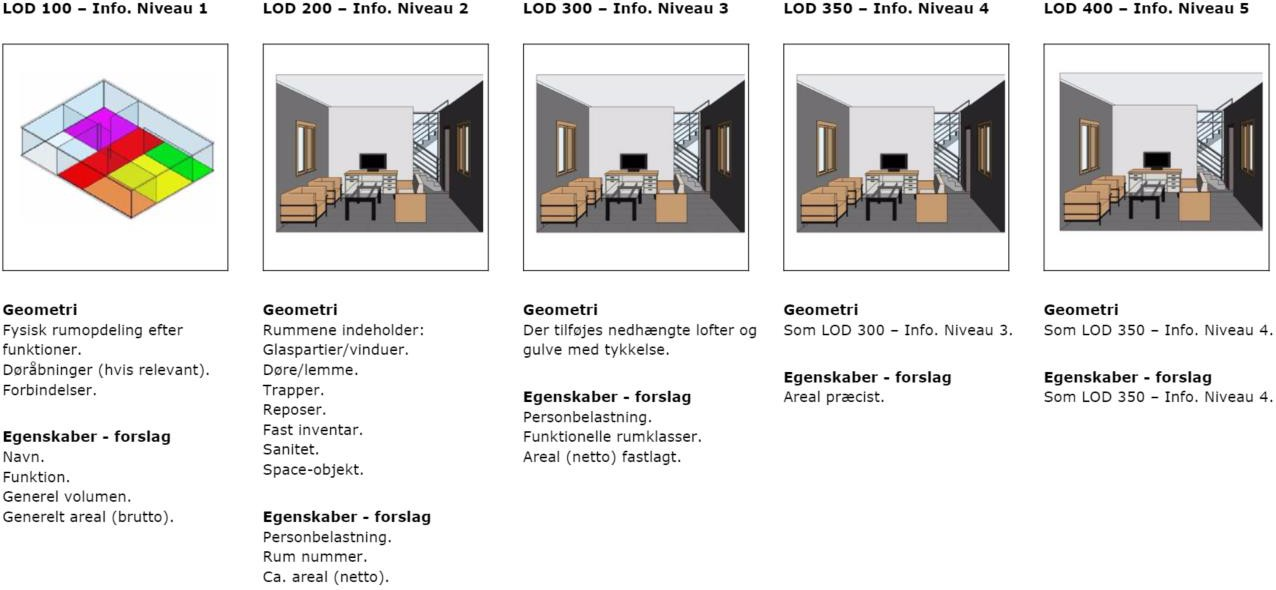 LOD 100 – Info. Niveau 1
Geometri
Fysisk rumopdeling efter
funktioner.
Døråbninger (hvis relevant).
Forbindelser.
Egenskaber - forslag
Navn.
Funktion.
Generel volumen.
Generelt areal (brutto).
LOD 200 – Info. Niveau 2
Geometri
Rummene indeholder:
Glaspartier/vinduer.
Døre/lemme.
Trapper.
Reposer.
Fast inventar.
Sanitet.
Space-objekt.
Egenskaber - forslag
Personbelastning.
Rum nummer.
Ca. areal (netto).
LOD 300 – Info. Niveau 3
Geometri
Der tilføjes nedhængte lofter og
gulve med tykkelse.
Egenskaber - forslag
Personbelastning.
Funktionelle rumklasser.
Areal (netto) fastlagt.
LOD 350 – Info. Niveau 4
Geometri
Som LOD 300 – Info. Niveau 3.
Egenskaber - forslag
Areal præcist.
LOD 400 – Info. Niveau 5
Geometri
Som LOD 350 – Info. Niveau 4.
Egenskaber - forslag
Som LOD 350 – Info. Niveau 4.